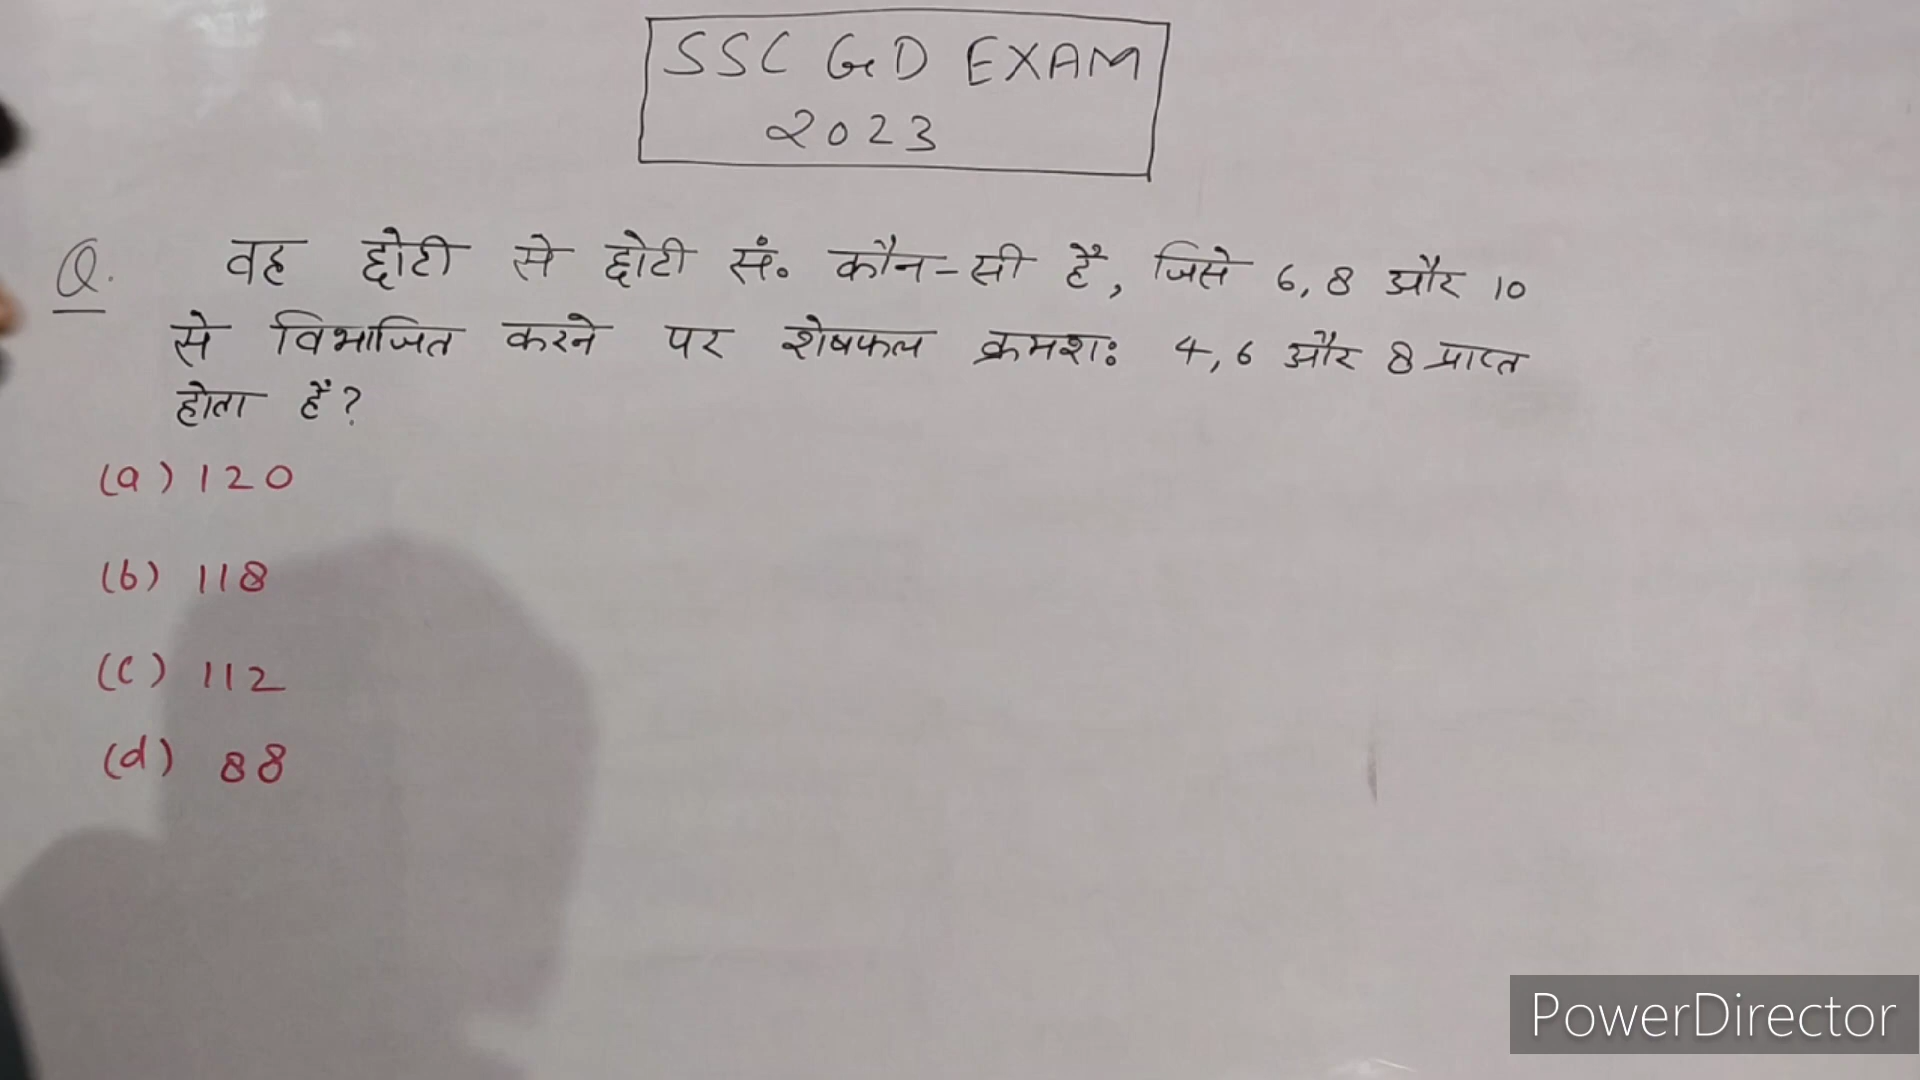 SSC GD EXAM
2023
Q. वह छोटी से छोटी सं. कौन-सी है, जिसे 6, 8 और 10
से विभाजित करने पर शेषफल क्रमश: 4, 6 और 8 प्राप्त
होता है?
(a) 120
(b) 118
(c) 112
(d) 88
PowerDirector